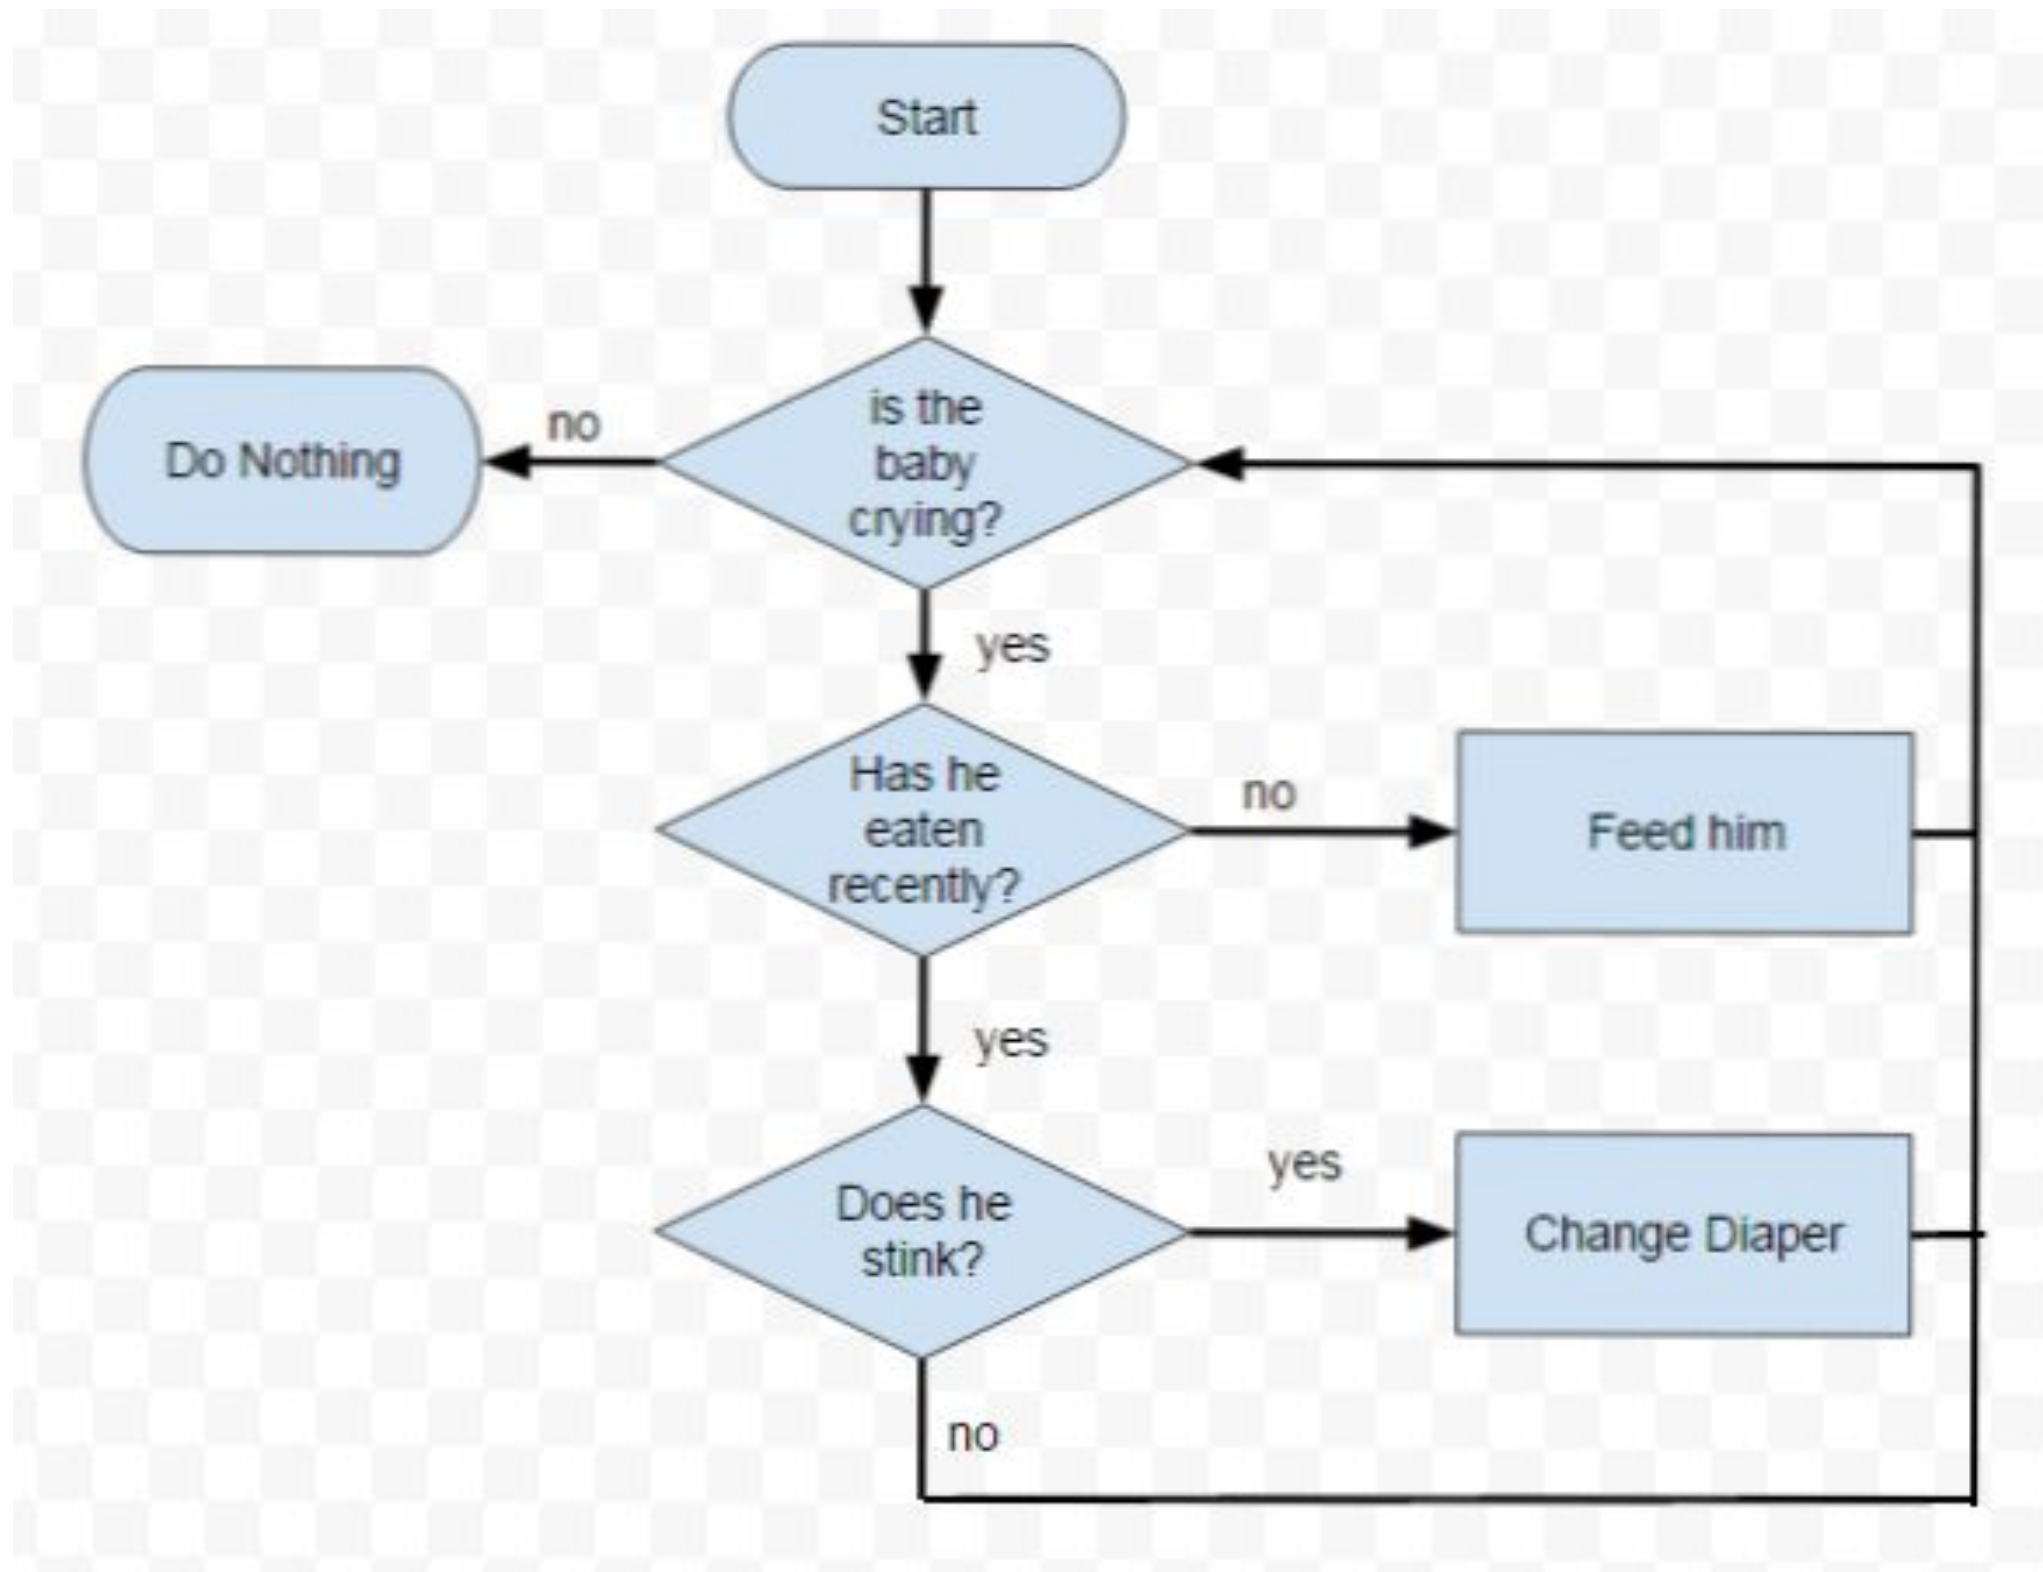 Start
is the
baby
crying?
no
Do Nothing
yes
Has he
eaten
recently?
no
Feed him
yes
Does he
stink?
yes
Change Diaper
no